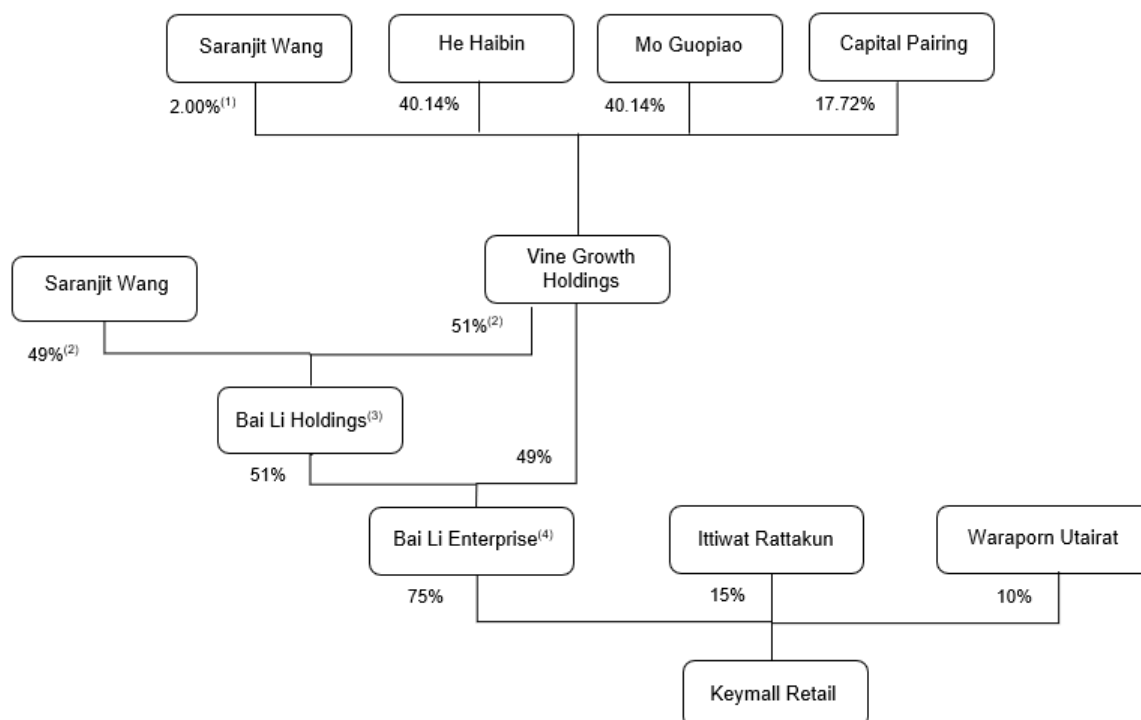 Saranjit Wang
He Haibin
Mo Guopiao
Capital Pairing
2.00%(1)
40.14%
40.14%
17.72%
Vine Growth
Holdings
Saranjit Wang
49%(2)
51%(2)
Bai Li Holdings(3)
51%
49%
Bai Li Enterprise(4)
Ittiwat Rattakun
Waraporn Utairat
75%
15%
10%
Keymall Retail